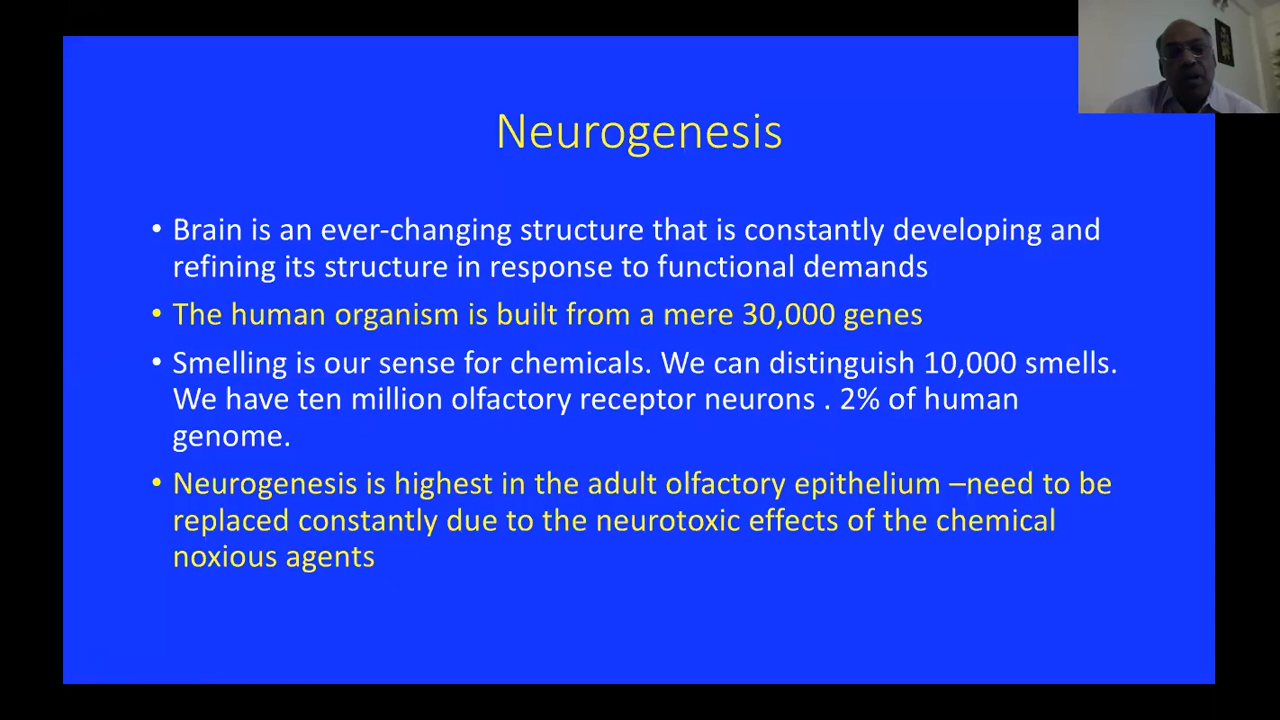 Neurogenesis
• Brain is an ever-changing structure that is constantly developing and
refining its structure in response to functional demands
• The human organism is built from a mere 30,000 genes
• Smelling is our sense for chemicals. We can distinguish 10,000 smells.
We have ten million olfactory receptor neurons . 2% of human
genome.
• Neurogenesis is highest in the adult olfactory epithelium –need to be
replaced constantly due to the neurotoxic effects of the chemical
noxious agents